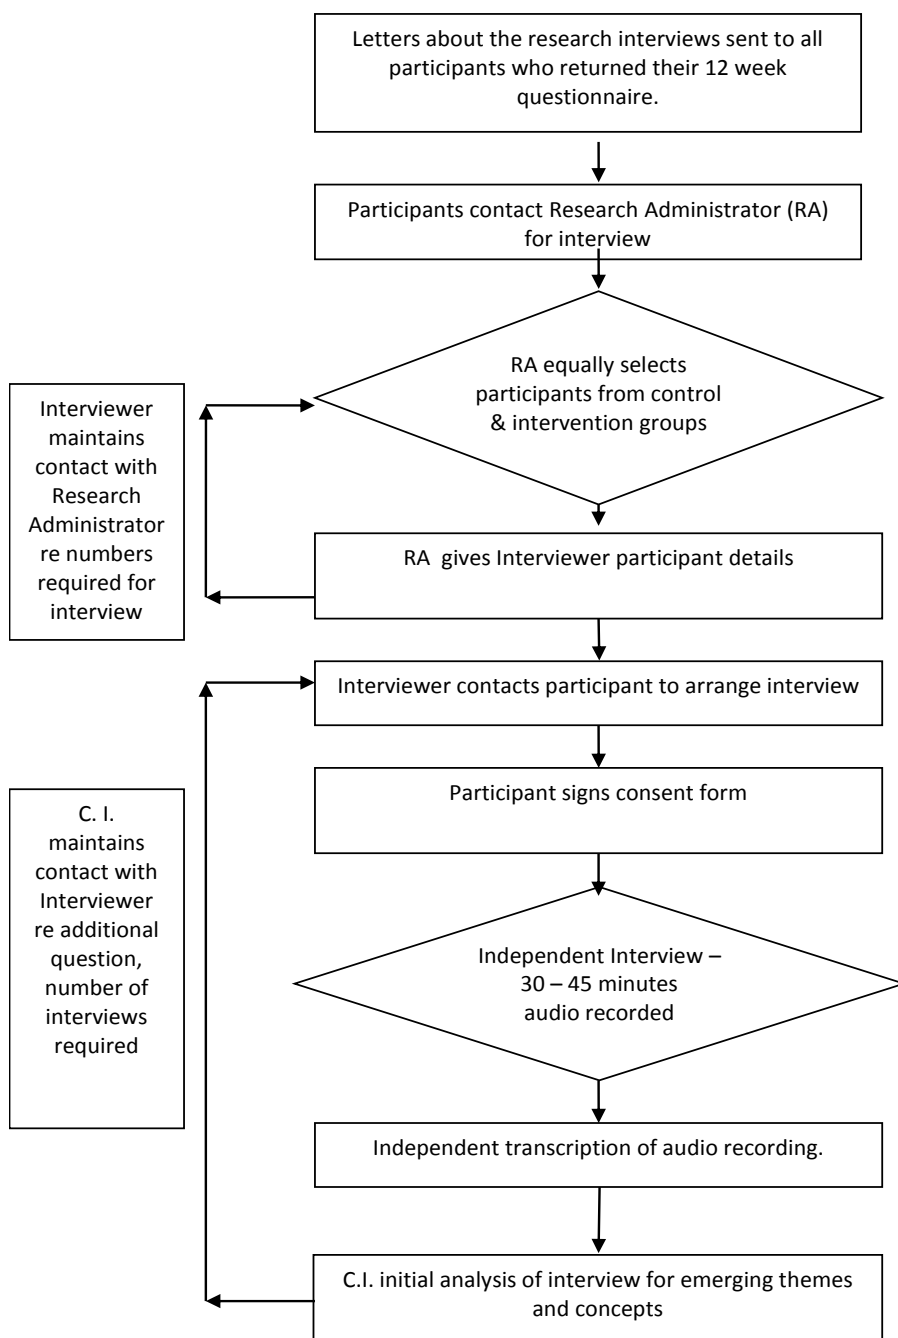 Letters about the research interviews sent to all
participants who returned their 12 week
questionnaire.
Participants contact Research Administrator (RA)
for interview
RA equally selects
participants from control
& intervention groups
Interviewer
maintains
contact with
Research
Administrator
re numbers
required for
interview
RA  gives Interviewer participant details
Interviewer contacts participant to arrange interview
Participant signs consent form
C. I.
maintains
contact with
Interviewer
re additional
question,
number of
interviews
required
Independent Interview –
30 – 45 minutes
audio recorded
Independent transcription of audio recording.
C.I. initial analysis of interview for emerging themes
and concepts